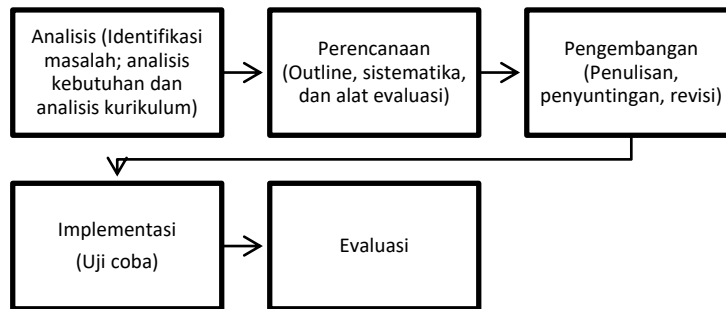 Analisis (Identifikasi
masalah; analisis
kebutuhan dan
analisis kurikulum)
Perencanaan
(Outline, sistematika,
dan alat evaluasi)
Pengembangan
(Penulisan,
penyuntingan, revisi)
Implementasi
(Uji coba)
Evaluasi